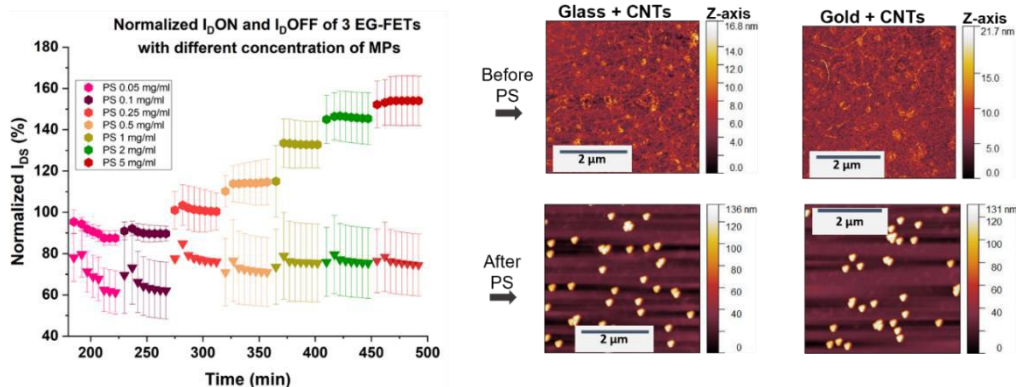 Normalized IDON and IDOFF of 3 EG-FETs
with different concentration of MPs
180
160
140
120
100
80
60
40
Normalized IDS (%)
PS 0.05 mg/ml
PS 0.1 mg/ml
PS 0.25 mg/ml
PS 0.5 mg/ml
PS 1 mg/ml
PS 2 mg/ml
PS 5 mg/ml
200 250 300 350 400 450 500
Time (min)
Before
PS
After
PS
Glass + CNTs
Z-axis
16.8 nm
14.0
12.0
10.0
8.0
6.0
4.0
2.0
0.0
2 μm
Gold + CNTs
Z-axis
21.7 nm
15.0
10.0
5.0
0.0
2 μm
136 nm
120
100
80
60
40
20
0
2 μm
131 nm
100
80
60
40
20
0
2 μm